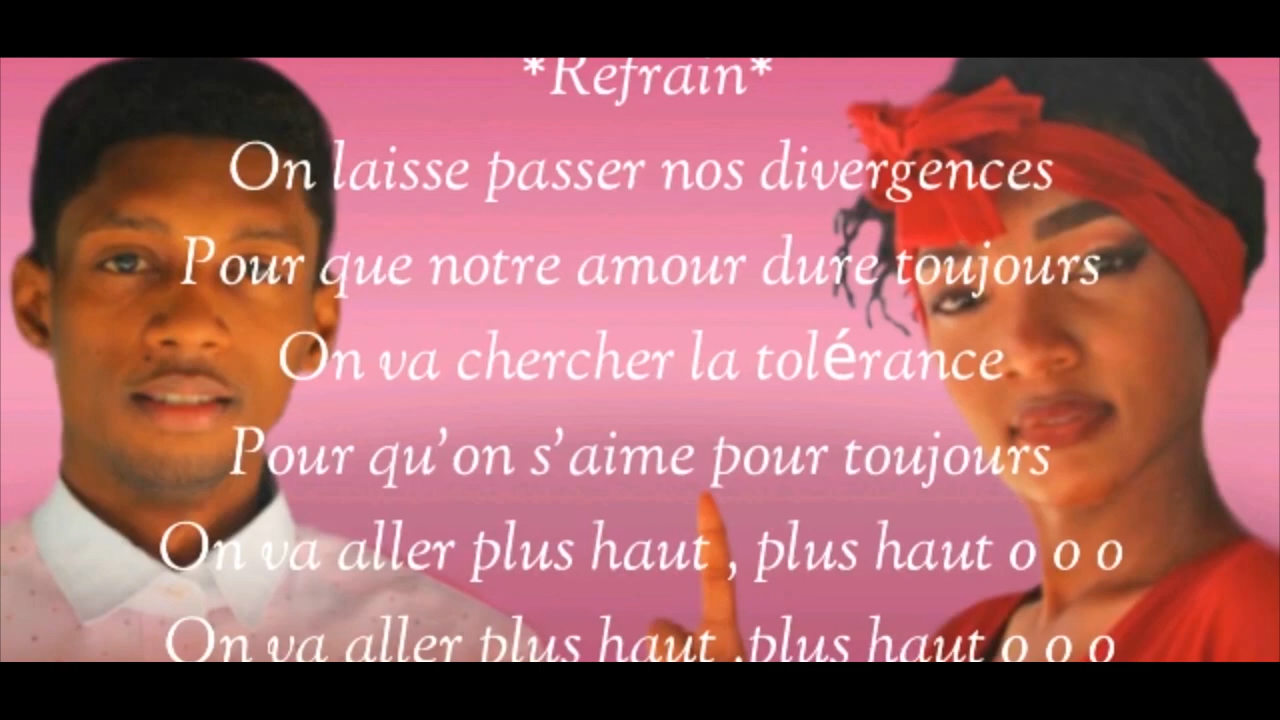 *Refrain*
On laisse passer nos divergences
Pour que notre amour dure toujours
On va chercher la tolérance
Pour qu’on s’aime pour toujours
On va aller plus haut , plus haut o o o
On va aller plus haut ,plus haut o o o